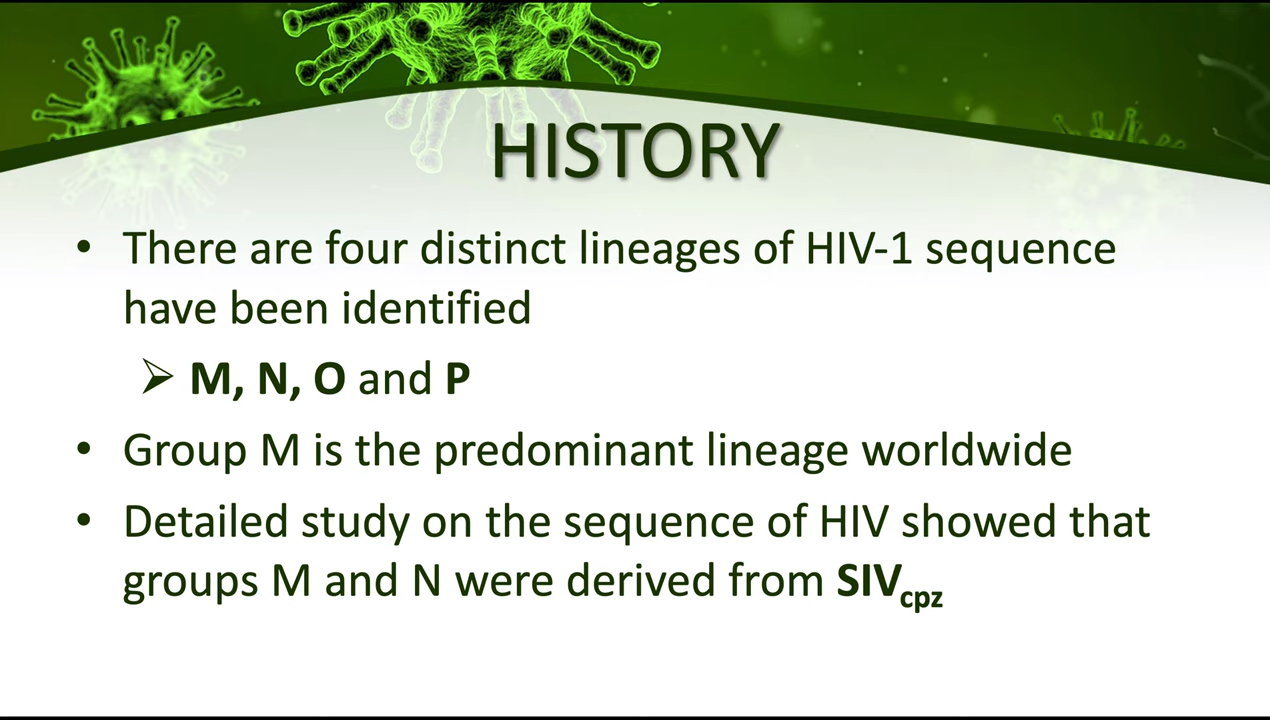 HISTORY
• There are four distinct lineages of HIV-1 sequence
have been identified
➢ M, N, O and P
• Group M is the predominant lineage worldwide
• Detailed study on the sequence of HIV showed that
groups M and N were derived from SIVcpz